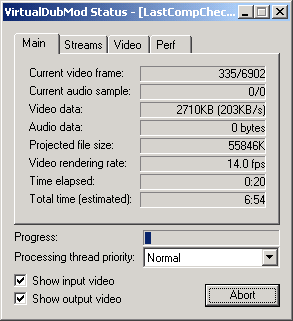 VirtualDubMod Status - [LastCompChec...
Main Streams Video Perf
Current video frame: 335/6902
Current audio sample: 0/0
Video data: 2710KB (203KB/s)
Audio data: 0 bytes
Projected file size: 55846K
Video rendering rate: 14.0 fps
Time elapsed: 0:20
Total time (estimated): 6:54
Progress:
Processing thread priority: Normal
Show input video
Show output video
Abort